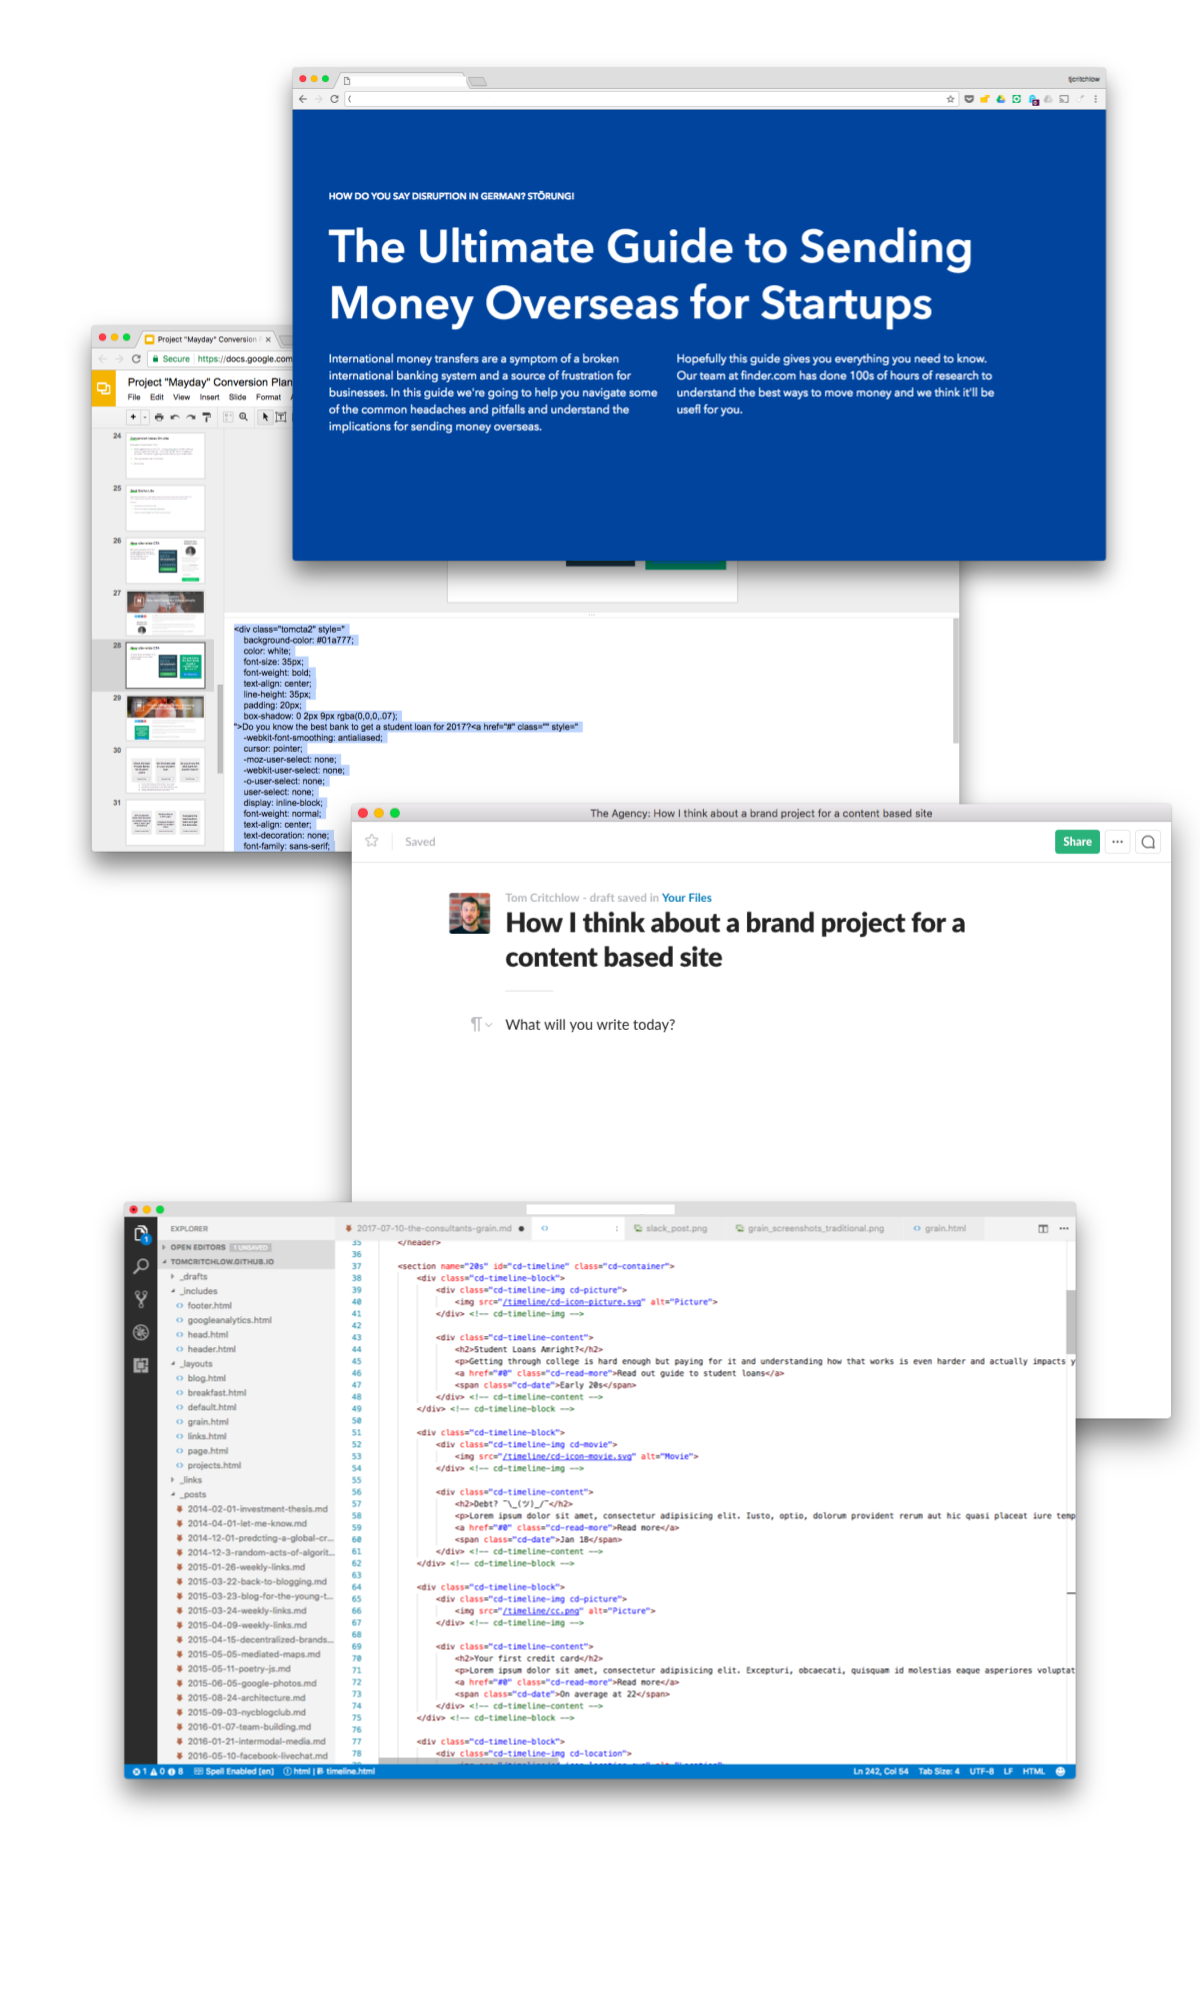 tjcritchlow
HOW DO YOU SAY DISRUPTION IN GERMAN? STÖRUNG!
The Ultimate Guide to Sending
Money Overseas for Startups
International money transfers are a symptom of a broken
international banking system and a source of frustration for
businesses. In this guide we're going to help you navigate some
of the common headaches and pitfalls and understand the
implications for sending money overseas.
Hopefully this guide gives you everything you need to know.
Our team at finder.com has done 100s of hours of research to
understand the best ways to move money and we think it'll be
usefl for you.
Project "Mayday" Conversion
Secure https://docs.google.com
Project "Mayday" Conversion Plan
File Edit View Insert Slide Format
24
25
26
27
28
29
30
31
<div class="tomcta2" style="
background-color: #01a777;
color: white;
font-size: 35px;
font-weight: bold;
text-align: center;
line-height: 35px;
padding: 20px;
box-shadow: 0 2px 9px rgba(0,0,0,.07);
">Do you know the best bank to get a student loan for 2017?<a href="#" class="" style="
-webkit-font-smoothing: antialiased;
cursor: pointer;
-moz-user-select: none;
-webkit-user-select: none;
-o-user-select: none;
user-select: none;
display: inline-block;
font-weight: normal;
text-align: center;
text-decoration: none;
font-family: sans-serif;
The Agency: How I think about a brand project for a content based site
Saved
Share
Tom Critchlow - draft saved in Your Files
How I think about a brand project for a
content based site
What will you write today?
EXPLORER
OPEN EDITORS 1 UNSAVED
TOMCRITCHLOW.GITHUB.IO
_drafts
_includes
footer.html
googleanalytics.html
head.html
header.html
_layouts
blog.html
breakfast.html
default.html
grain.html
links.html
page.html
projects.html
_links
_posts
2014-02-01-investment-thesis.md
2014-04-01-let-me-know.md
2014-12-01-predcting-a-global-cr...
2014-12-3-random-acts-of-algorit...
2015-01-26-weekly-links.md
2015-03-22-back-to-blogging.md
2015-03-23-blog-for-the-young-t...
2015-03-24-weekly-links.md
2015-04-09-weekly-links.md
2015-04-15-decentralized-brands...
2015-05-05-mediated-maps.md
2015-05-11-poetry-js.md
2015-06-05-google-photos.md
2015-08-24-architecture.md
2015-09-03-nycblogclub.md
2016-01-07-team-building.md
2016-01-21-intermodal-media.md
2016-05-10-facebook-livechat.md
2017-07-10-the-consultants-grain.md
slack_post.png
grain_screenshots_traditional.png
grain.html
35 </header>
36
37 <section name="20s" id="cd-timeline" class="cd-container">
38 <div class="cd-timeline-block">
39 <div class="cd-timeline-img cd-picture">
40 <img src="/timeline/cd-icon-picture.svg" alt="Picture">
41 </div> <!-- cd-timeline-img -->
42
43 <div class="cd-timeline-content">
44 <h2>Student Loans Amright?</h2>
45 <p>Getting through college is hard enough but paying for it and understanding how that works is even harder and actually impacts y
46 <a href="#0" class="cd-read-more">Read out guide to student loans</a>
47 <span class="cd-date">Early 20s</span>
48 </div> <!-- cd-timeline-content -->
49 </div> <!-- cd-timeline-block -->
50
51 <div class="cd-timeline-block">
52 <div class="cd-timeline-img cd-movie">
53 <img src="/timeline/cd-icon-movie.svg" alt="Movie">
54 </div> <!-- cd-timeline-img -->
55
56 <div class="cd-timeline-content">
57 <h2>Debt? ¯\_(ツ)_/¯</h2>
58 <p>Lorem ipsum dolor sit amet, consectetur adipisicing elit. Iusto, optio, dolorum provident rerum aut hic quasi placeat iure temp
59 <a href="#0" class="cd-read-more">Read more</a>
60 <span class="cd-date">Jan 18</span>
61 </div> <!-- cd-timeline-content -->
62 </div> <!-- cd-timeline-block -->
63
64 <div class="cd-timeline-block">
65 <div class="cd-timeline-img cd-picture">
66 <img src="/timeline/cc.png" alt="Picture">
67 </div> <!-- cd-timeline-img -->
68
69 <div class="cd-timeline-content">
70 <h2>Your first credit card</h2>
71 <p>Lorem ipsum dolor sit amet, consectetur adipisicing elit. Excepturi, obcaecati, quisquam id molestias eaque asperiores voluptat
72 <a href="#0" class="cd-read-more">Read more</a>
73 <span class="cd-date">On average at 22</span>
74 </div> <!-- cd-timeline-content -->
75 </div> <!-- cd-timeline-block -->
76
77 <div class="cd-timeline-block">
78 <div class="cd-timeline-img cd-location">
1 0 8 Spell Enabled [en] html | timeline.html
Ln 242, Col 54 Tab Size: 4 UTF-8 LF HTML